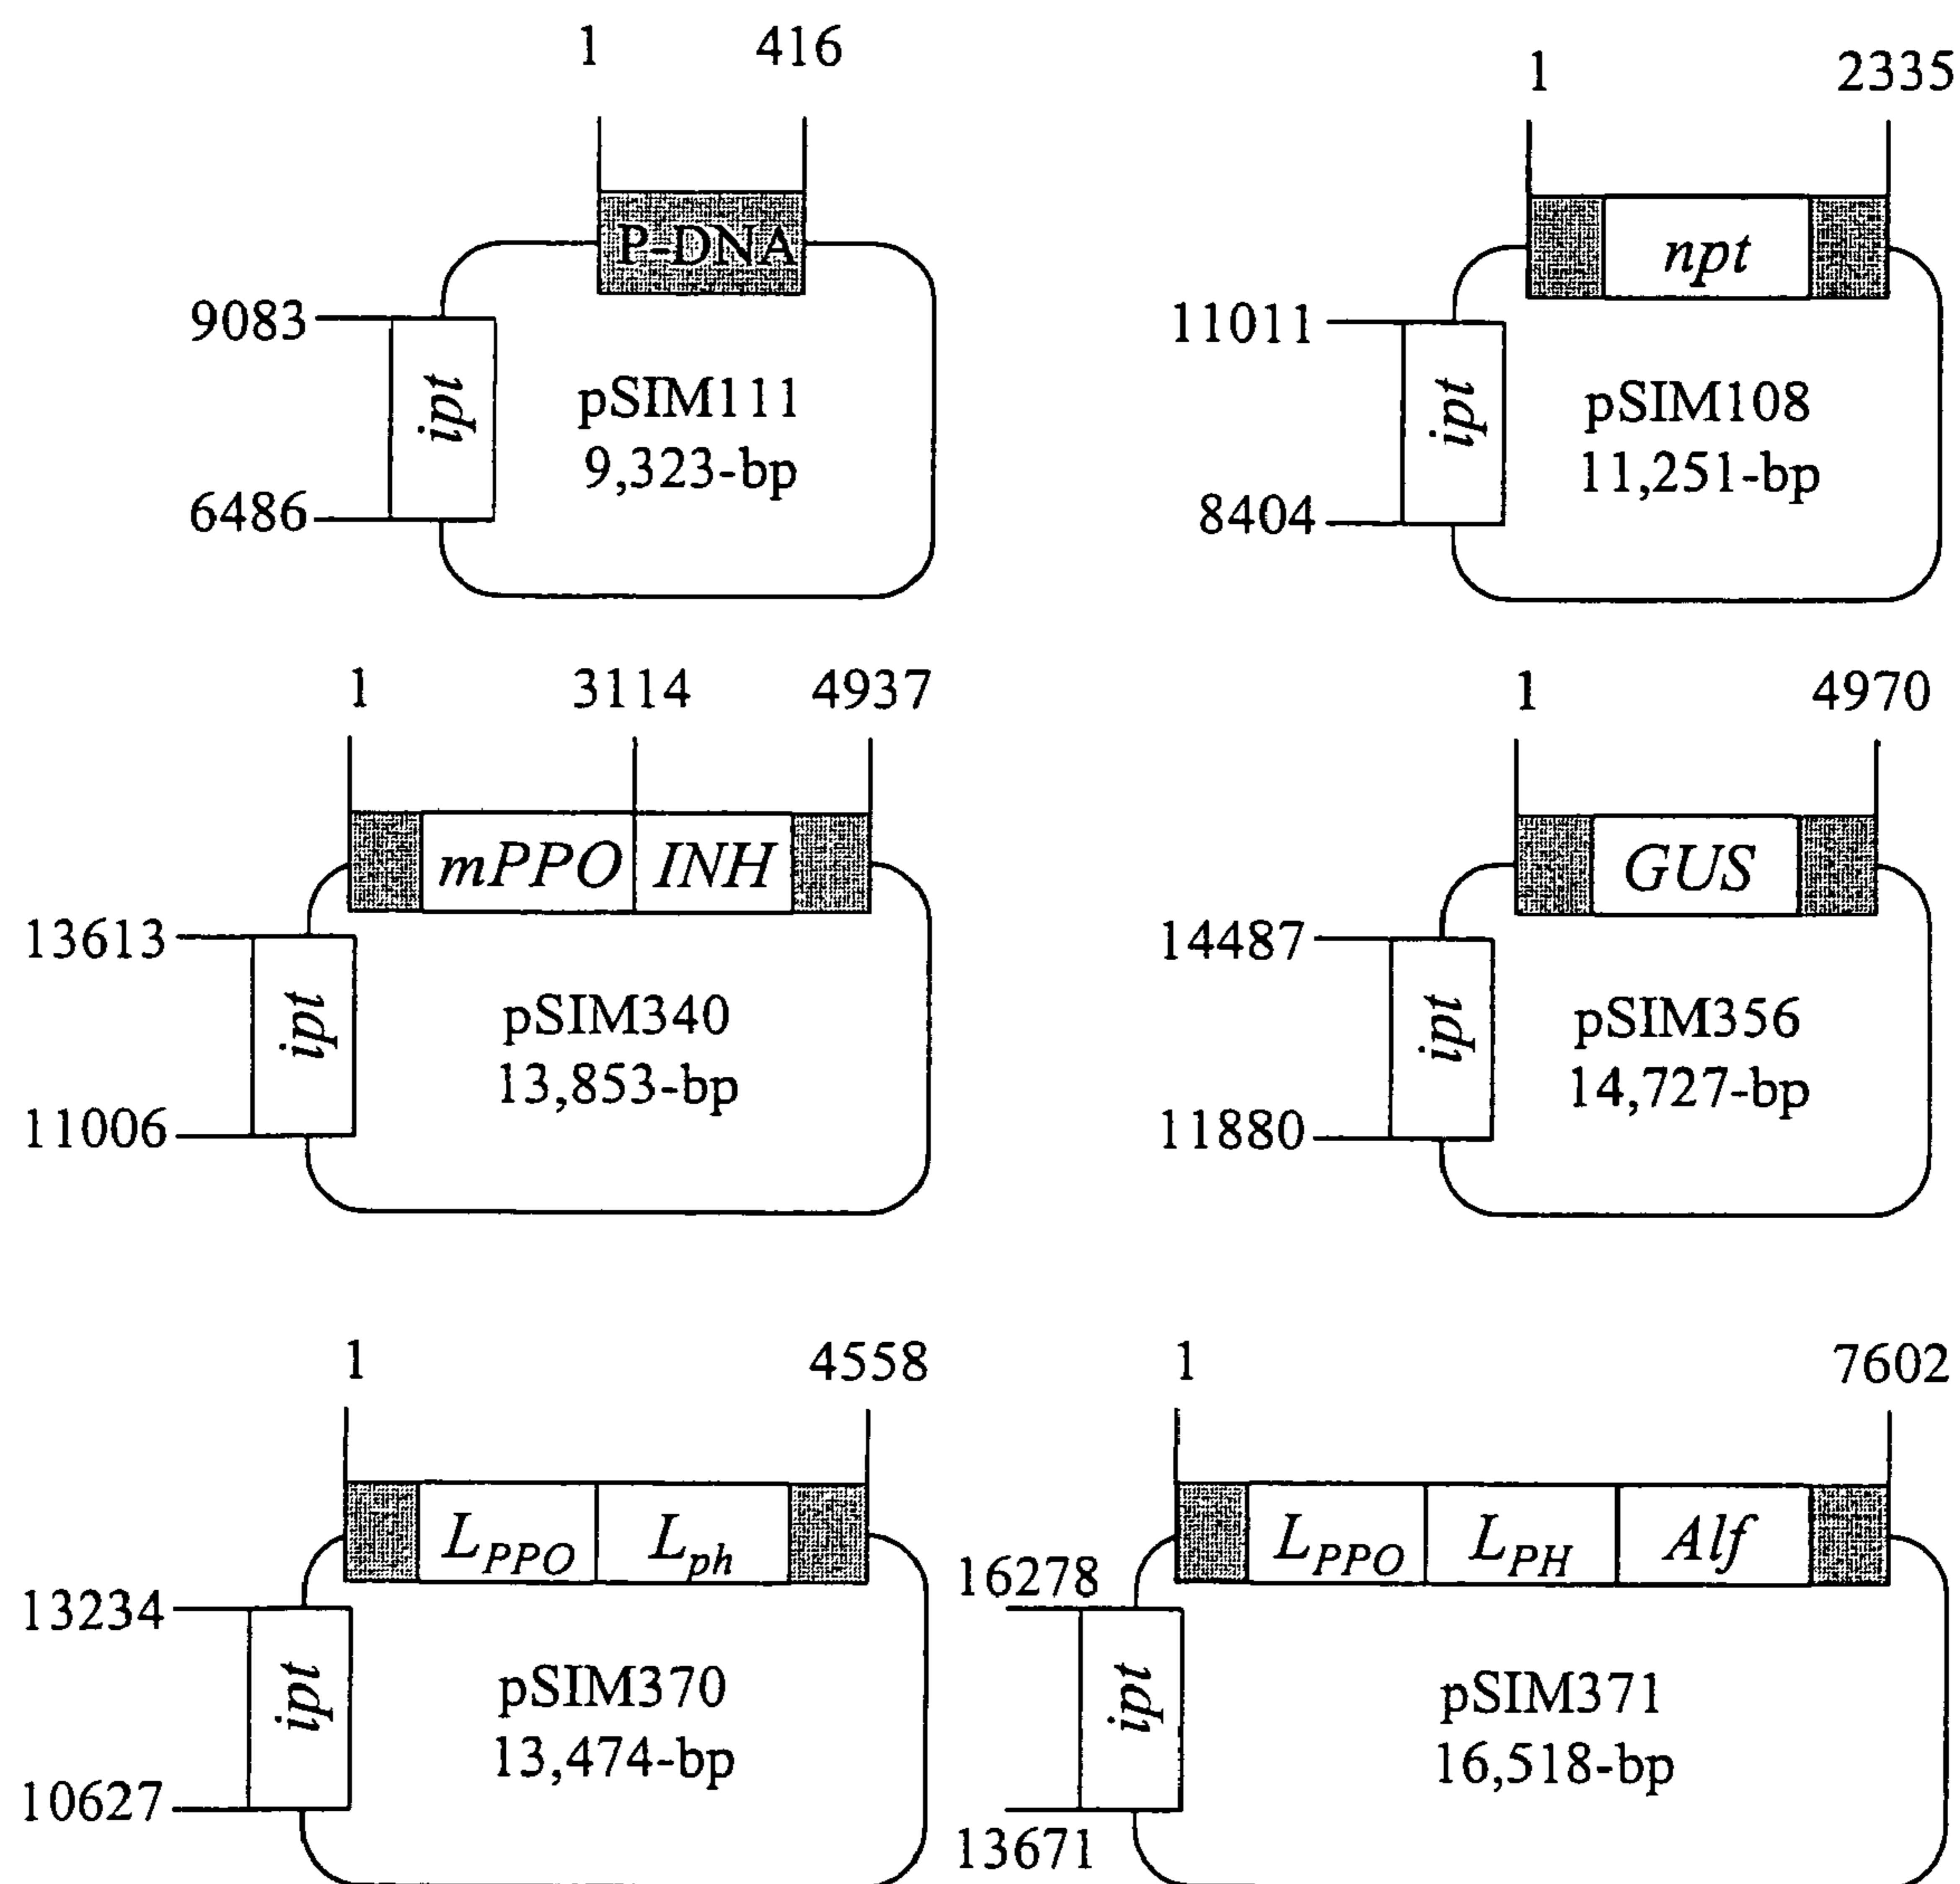 1 416
P-DNA
9083
ipt
6486
pSIM111
9,323-bp
1 2335
npt
11011
ipt
8404
pSIM108
11,251-bp
1 3114 4937
mPPO INH
13613
ipt
11006
pSIM340
13,853-bp
1 4970
GUS
14487
ipt
11880
pSIM356
14,727-bp
1 4558
LPPO Lph
13234
ipt
10627
pSIM370
13,474-bp
1 7602
LPPO LPH Alf
16278
ipt
13671
pSIM371
16,518-bp